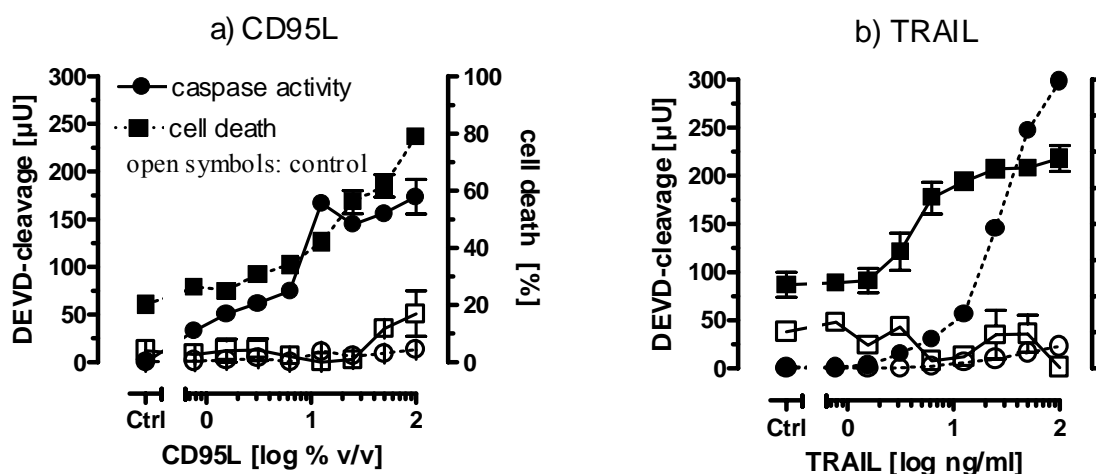 a) CD95L
b) TRAIL
300
250
200
150
100
50
0
DEVD-cleavage [µU]
caspase activity
cell death
open symbols: control
100
80
60
40
20
0
cell death [%]
Ctrl
0
1
2
CD95L [log % v/v]
300
250
200
150
100
50
0
DEVD-cleavage [µU]
Ctrl
0
1
2
TRAIL [log ng/ml]